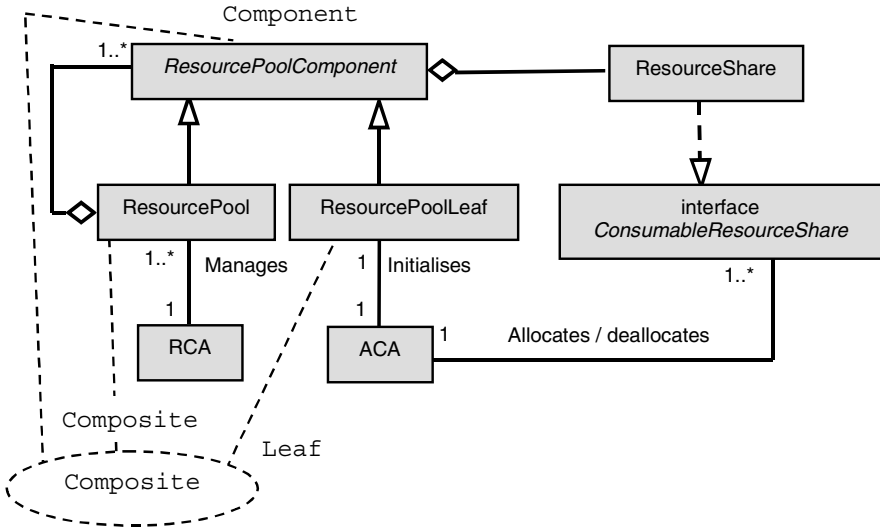 Component
1..*
ResourcePoolComponent
ResourceShare
ResourcePool
ResourcePoolLeaf
interface
ConsumableResourceShare
1..*
Manages
1
Initialises
1..*
1
1
1
Allocates / deallocates
RCA
ACA
Composite
Leaf
Composite